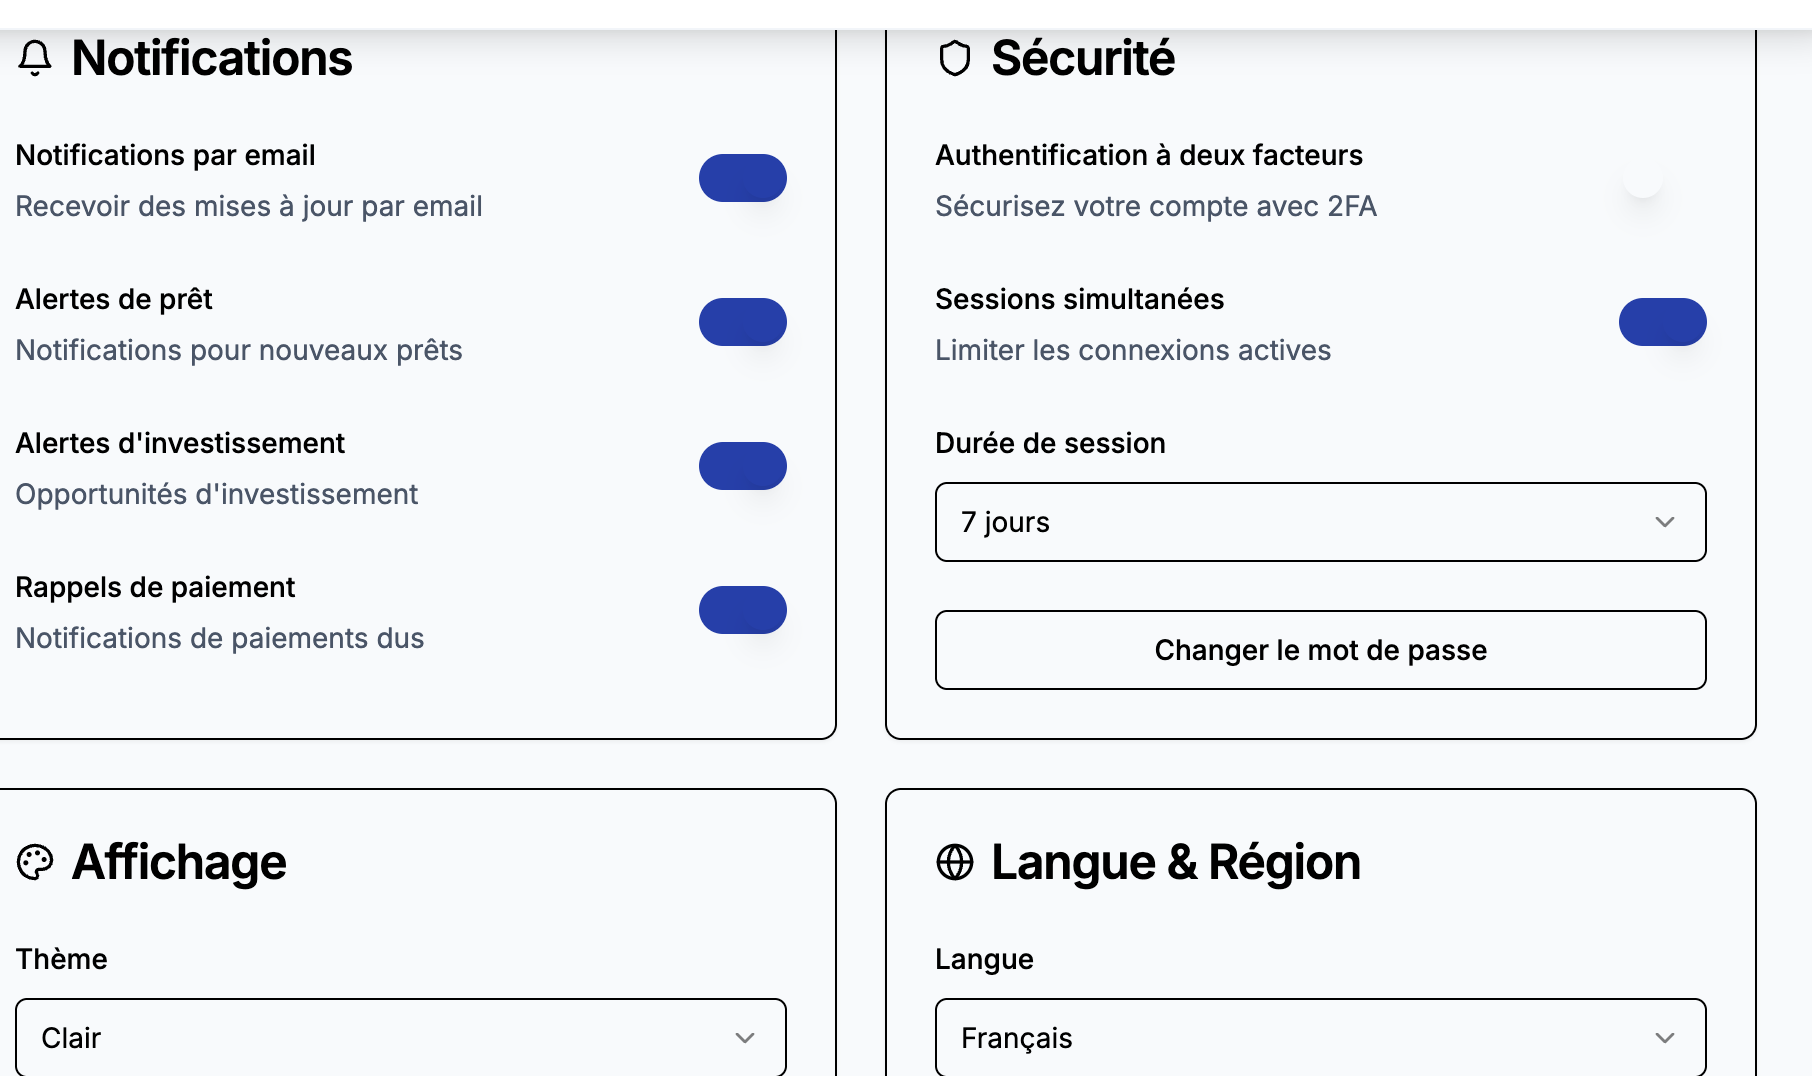 Notifications
Notifications par email
Recevoir des mises à jour par email
Alertes de prêt
Notifications pour nouveaux prêts
Alertes d'investissement
Opportunités d'investissement
Rappels de paiement
Notifications de paiements dus
Sécurité
Authentification à deux facteurs
Sécurisez votre compte avec 2FA
Sessions simultanées
Limiter les connexions actives
Durée de session
7 jours
Changer le mot de passe
Affichage
Thème
Clair
Langue & Région
Langue
Français